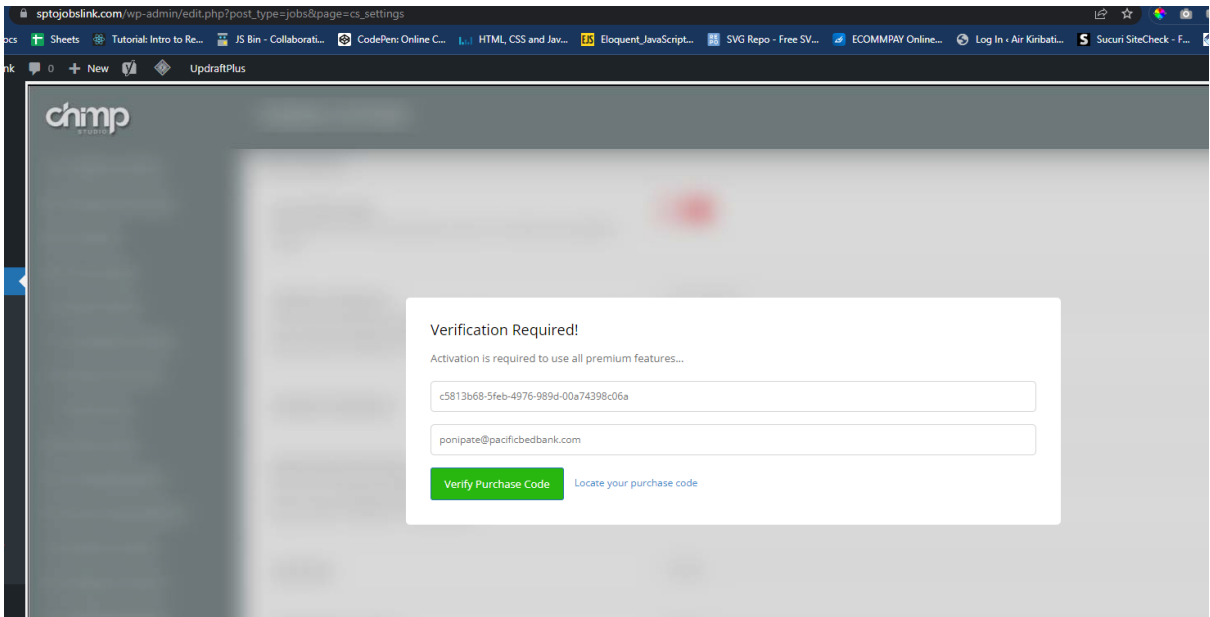 sptojobslink.com/wp-admin/edit.php?post_type=jobs&page=cs_settings
ocs Sheets Tutorial: Intro to Re... JS Bin - Collaborati... CodePen: Online C... HTML, CSS and Jav... EJS Eloquent_JavaScript... SVG Repo - Free SV... ECOMMPAY Online... Log In ‹ Air Kiribati... S Sucuri SiteCheck - F...
nk 0 + New UpdraftPlus
chimp
STUDIO
Verification Required!
Activation is required to use all premium features...
c5813b68-5feb-4976-989d-00a74398c06a
ponipate@pacificbedbank.com
Verify Purchase Code Locate your purchase code